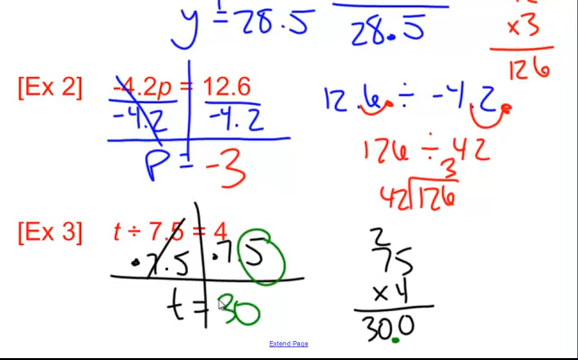 y = 28.5
28.5
x3
126
[Ex 2] -4.2p = 12.6
-4.2 -4.2
p = -3
12.6. ÷ -4.2.
126 ÷ 42
3
42)126
[Ex 3] t ÷ 7.5 = 4
·7.5 ·7.5
t = 30
2
75
x4
30.0
Extend Page